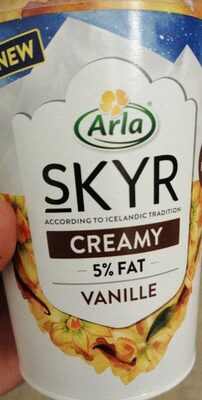 NEW
Arla
SKYR
ACCORDING TO ICELANDIC TRADITION
CREAMY
5% FAT
VANILLE